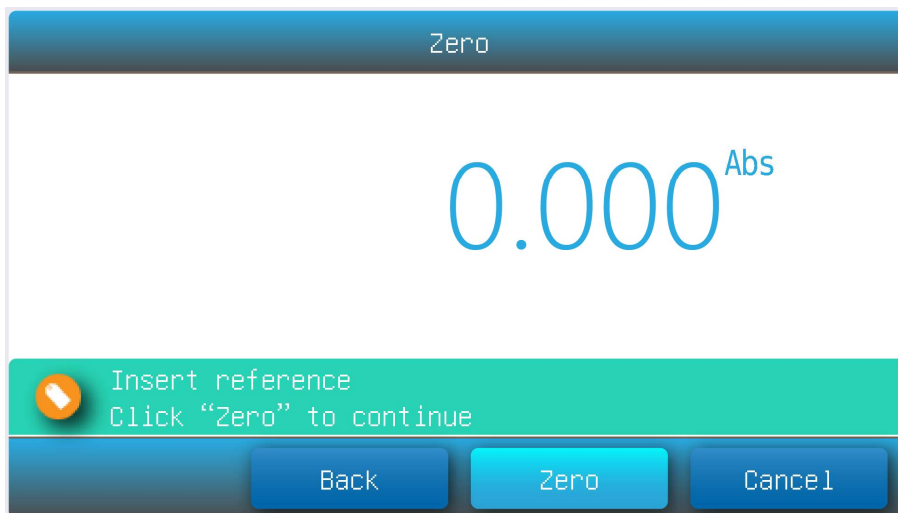 Zero
0.000 Abs
Insert reference
Click “Zero” to continue
Back Zero Cancel